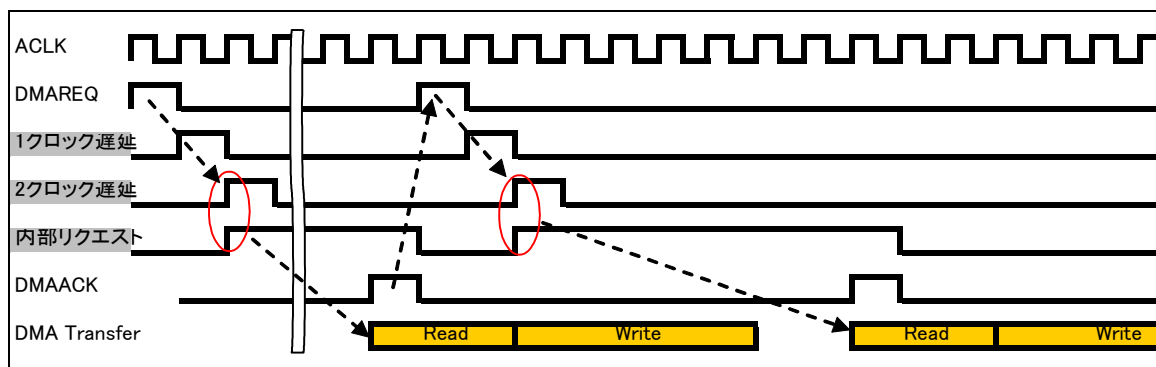 ACLK
DMAREQ
1クロック遅延
2クロック遅延
内部リクエスト
DMAACK
DMA Transfer Read Write Read Write